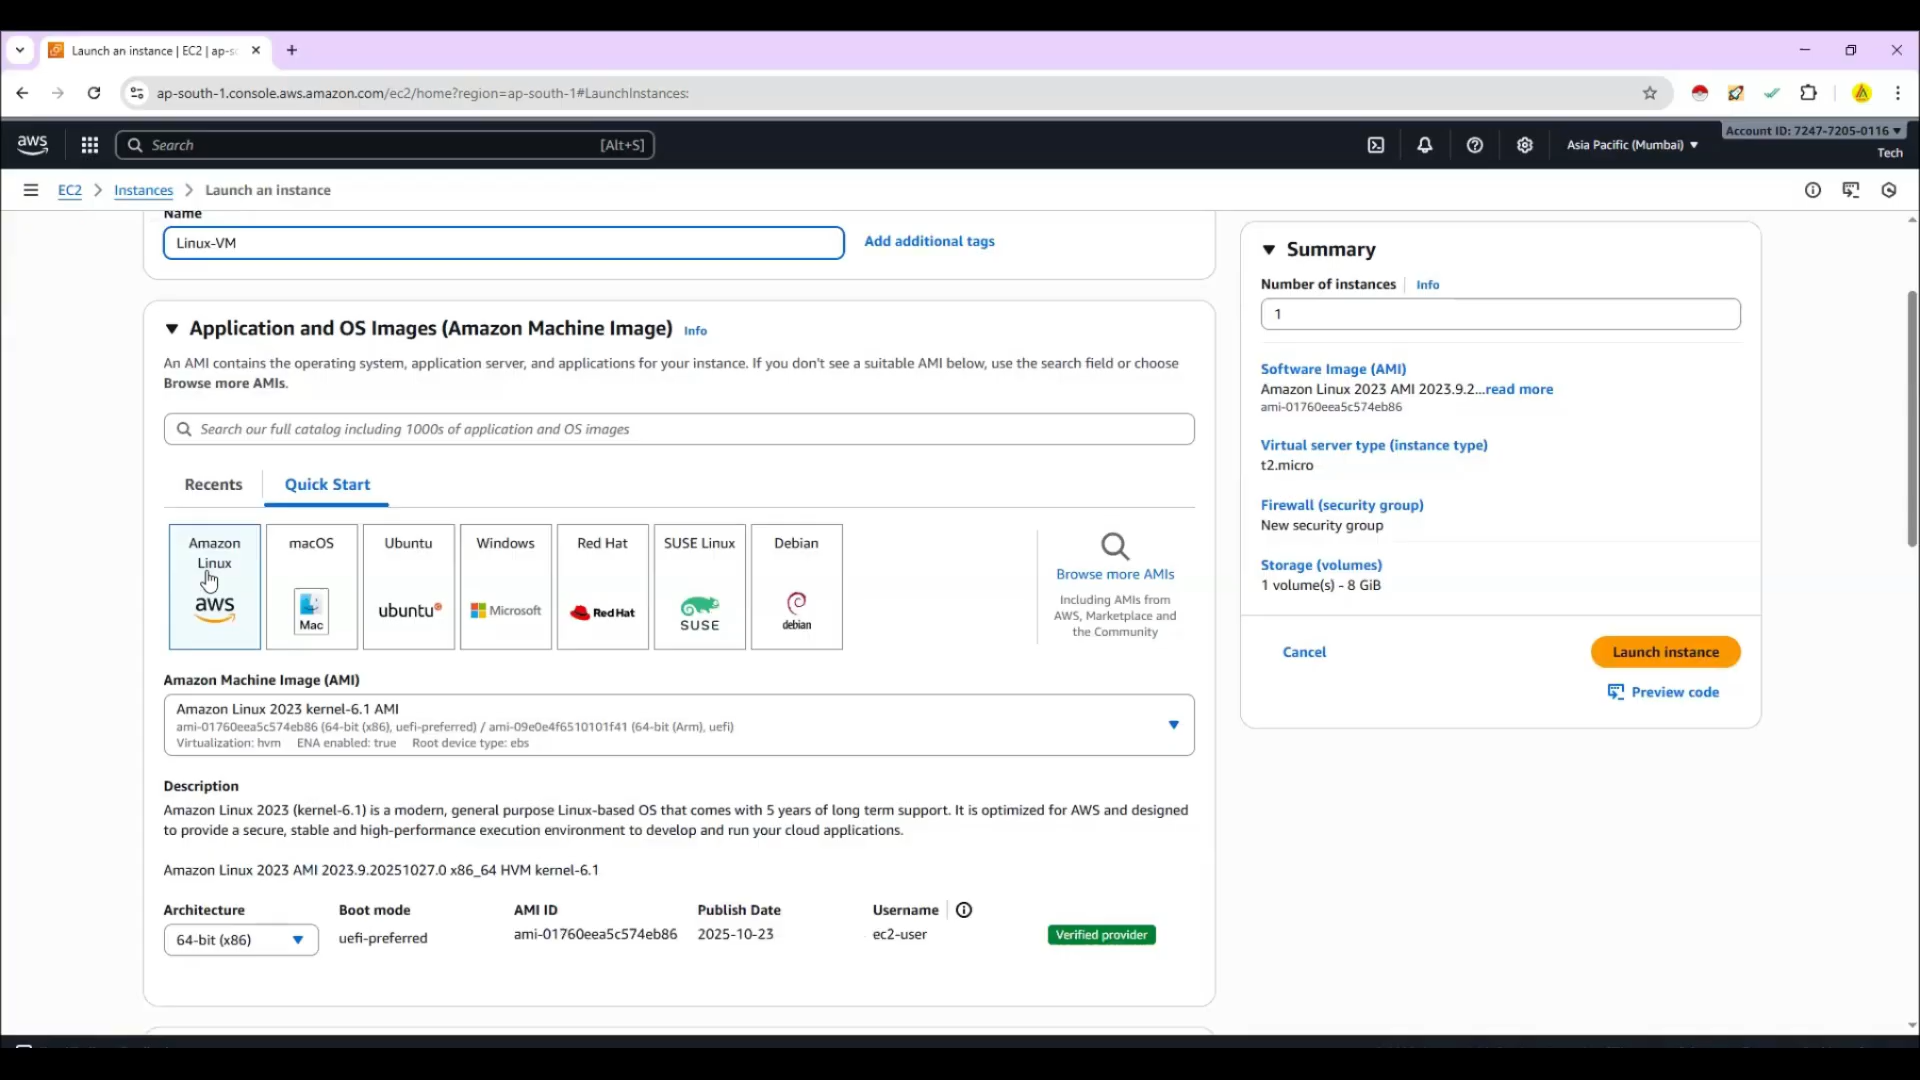 Launch an instance | EC2 | ap-s
ap-south-1.console.aws.amazon.com/ec2/home?region=ap-south-1#LaunchInstances:
aws
Search
[Alt+S]
Asia Pacific (Mumbai)
Account ID: 7247-7205-0116
Tech
EC2
Instances
Launch an instance
Name
Linux-VM
Add additional tags
Application and OS Images (Amazon Machine Image) Info
An AMI contains the operating system, application server, and applications for your instance. If you don't see a suitable AMI below, use the search field or choose
Browse more AMIs.
Search our full catalog including 1000s of application and OS images
Recents
Quick Start
Amazon
Linux
aws
macOS
Mac
Ubuntu
ubuntu
Windows
Microsoft
Red Hat
Red Hat
SUSE Linux
SUSE
Debian
debian
Browse more AMIs
Including AMIs from
AWS, Marketplace and
the Community
Amazon Machine Image (AMI)
Amazon Linux 2023 kernel-6.1 AMI
ami-01760eea5c574eb86 (64-bit (x86), uefi-preferred) / ami-09e0e4f6510101f41 (64-bit (Arm), uefi)
Virtualization: hvm ENA enabled: true Root device type: ebs
Description
Amazon Linux 2023 (kernel-6.1) is a modern, general purpose Linux-based OS that comes with 5 years of long term support. It is optimized for AWS and designed
to provide a secure, stable and high-performance execution environment to develop and run your cloud applications.
Amazon Linux 2023 AMI 2023.9.20251027.0 x86_64 HVM kernel-6.1
Architecture
64-bit (x86)
Boot mode
uefi-preferred
AMI ID
ami-01760eea5c574eb86
Publish Date
2025-10-23
Username
ec2-user
Verified provider
Summary
Number of instances
Info
1
Software Image (AMI)
Amazon Linux 2023 AMI 2023.9.2...read more
ami-01760eea5c574eb86
Virtual server type (instance type)
t2.micro
Firewall (security group)
New security group
Storage (volumes)
1 volume(s) - 8 GiB
Cancel
Launch instance
Preview code